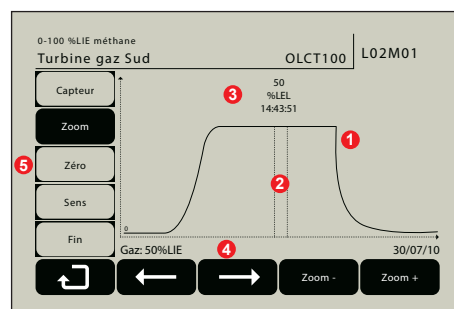 0-100 %LIE méthane
Turbine gaz Sud
OLCT100
L02M01
Capteur
Zoom
Zéro
Sens
Fin
50
%LEL
14:43:51
3
1
2
5
4
0
Gaz: 50%LIE
30/07/10
Zoom -
Zoom +